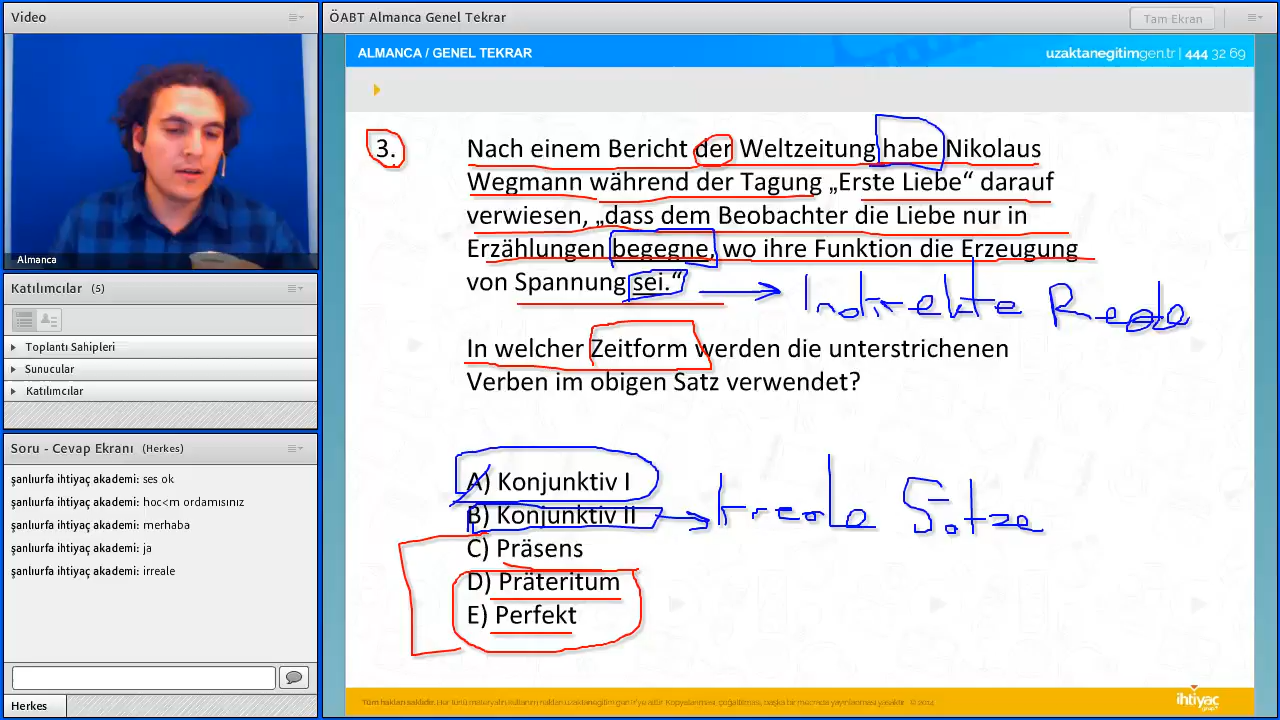 Video
ÖABT Almanca Genel Tekrar
Tam Ekran
Almanca
Katılımcılar (5)
Toplantı Sahipleri
Sunucular
Katılımcılar
Soru - Cevap Ekranı (Herkes)
şanlıurfa ihtiyaç akademi: ses ok
şanlıurfa ihtiyaç akademi: hoc<m ordamısınız
şanlıurfa ihtiyaç akademi: merhaba
şanlıurfa ihtiyaç akademi: ja
şanlıurfa ihtiyaç akademi: irreale
Herkes
ALMANCA / GENEL TEKRAR
uzaktanegitimgen.tr | 444 32 69
3. Nach einem Bericht der Weltzeitung habe Nikolaus
Wegmann während der Tagung „Erste Liebe“ darauf
verwiesen, „dass dem Beobachter die Liebe nur in
Erzählungen begegne, wo ihre Funktion die Erzeugung
von Spannung sei.“
Indirekte Rede
In welcher Zeitform werden die unterstrichenen
Verben im obigen Satz verwendet?
A) Konjunktiv I
B) Konjunktiv II
Irreale Sätze
C) Präsens
D) Präteritum
E) Perfekt
ihtiyaç